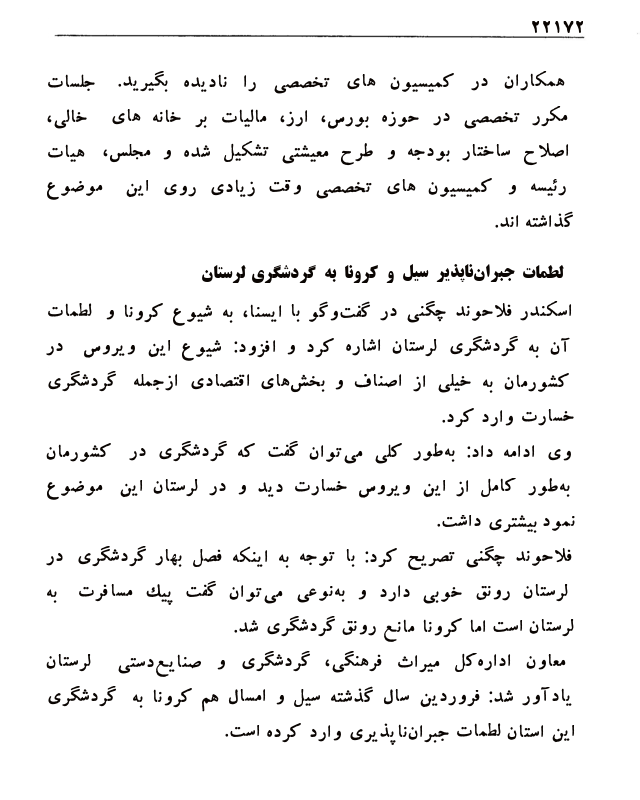 ۲۲۱۷۲
همکاران در کمیسیون های تخصصی را نادیده بگیرید. جلسات
مکرر تخصصی در حوزه بورس، ارز، مالیات بر خانه های خالی،
اصلاح ساختار بودجه و طرح معیشتی تشکیل شده و مجلس، هیات
رئیسه و کمیسیون های تخصصی وقت زیادی روی این موضوع
گذاشته اند.
لطمات جبران‌ناپذیر سیل و کرونا به گردشگری لرستان
اسکندر فلاحوند چگنی در گفت‌وگو با ایسنا، به شیوع کرونا و لطمات
آن به گردشگری لرستان اشاره کرد و افزود: شیوع این ویروس در
کشورمان به خیلی از اصناف و بخش‌های اقتصادی ازجمله گردشگری
خسارت وارد کرد.
وی ادامه داد: به‌طور کلی می‌توان گفت که گردشگری در کشورمان
به‌طور کامل از این ویروس خسارت دید و در لرستان این موضوع
نمود بیشتری داشت.
فلاحوند چگنی تصریح کرد: با توجه به اینکه فصل بهار گردشگری در
لرستان رونق خوبی دارد و به‌نوعی می‌توان گفت پیك مسافرت به
لرستان است اما کرونا مانع رونق گردشگری شد.
معاون اداره‌کل میراث فرهنگی، گردشگری و صنایع‌دستی لرستان
یادآور شد: فروردین سال گذشته سیل و امسال هم کرونا به گردشگری
این استان لطمات جبران‌ناپذیری وارد کرده است.